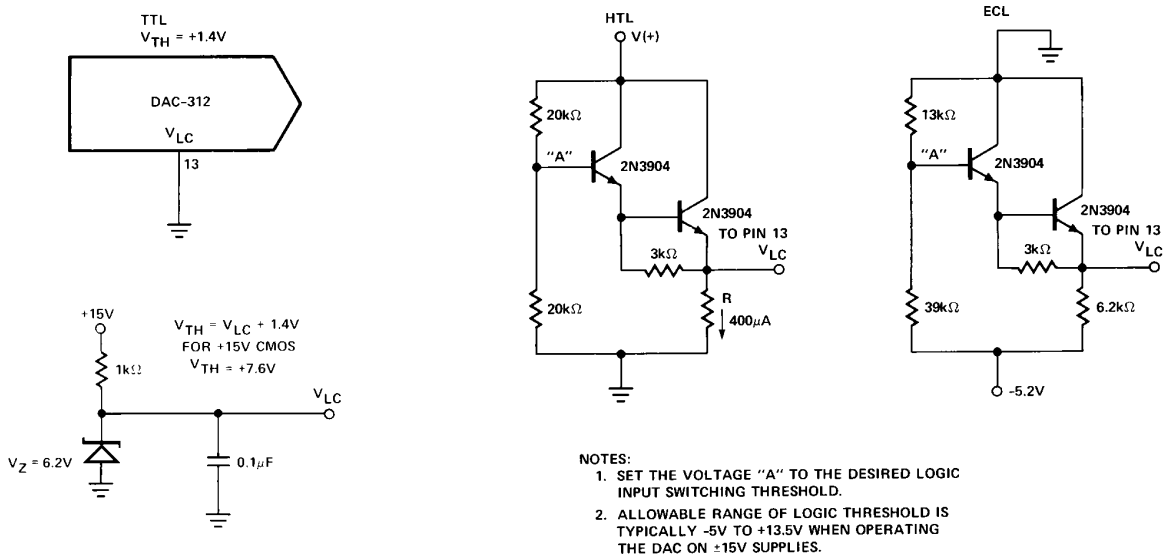 TTL
V_TH = +1.4V
DAC-312
V_LC
13
+15V
1kΩ
V_TH = V_LC + 1.4V
FOR +15V CMOS
V_TH = +7.6V
V_LC
V_Z = 6.2V
0.1µF
HTL
V(+)
20kΩ
"A"
2N3904
2N3904
TO PIN 13
V_LC
3kΩ
20kΩ
R
400µA
ECL
13kΩ
"A"
2N3904
2N3904
TO PIN 13
V_LC
3kΩ
39kΩ
6.2kΩ
-5.2V
NOTES:
1. SET THE VOLTAGE "A" TO THE DESIRED LOGIC
INPUT SWITCHING THRESHOLD.
2. ALLOWABLE RANGE OF LOGIC THRESHOLD IS
TYPICALLY -5V TO +13.5V WHEN OPERATING
THE DAC ON ±15V SUPPLIES.